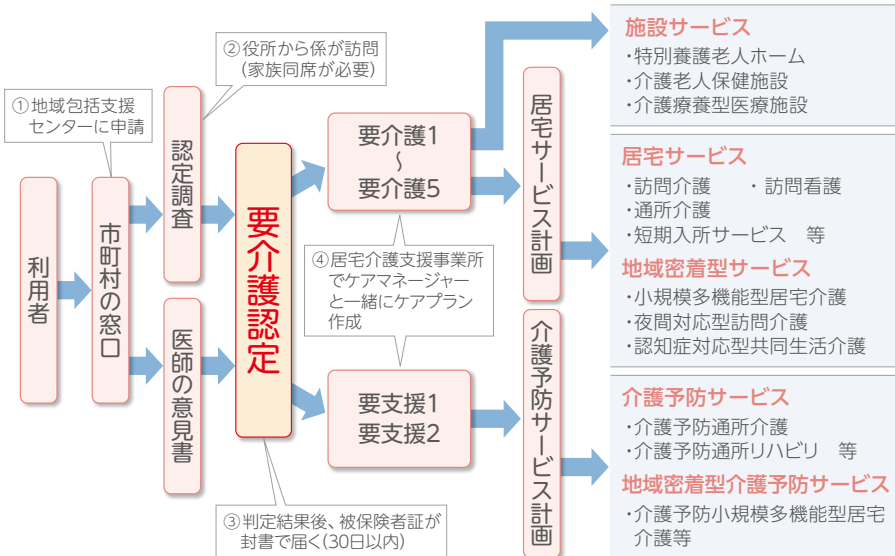 利用者
市町村の窓口
①地域包括支援
センターに申請
認定調査
②役所から係が訪問
(家族同席が必要)
医師の意見書
要介護認定
③判定結果後、被保険者証が
封書で届く(30日以内)
要介護1
〜
要介護5
④居宅介護支援事業所
でケアマネージャー
と一緒にケアプラン
作成
要支援1
要支援2
居宅サービス計画
介護予防サービス計画
施設サービス
・特別養護老人ホーム
・介護老人保健施設
・介護療養型医療施設
居宅サービス
・訪問介護　・訪問看護
・通所介護
・短期入所サービス　等
地域密着型サービス
・小規模多機能型居宅介護
・夜間対応型訪問介護
・認知症対応型共同生活介護
介護予防サービス
・介護予防通所介護
・介護予防通所リハビリ　等
地域密着型介護予防サービス
・介護予防小規模多機能型居宅
介護等